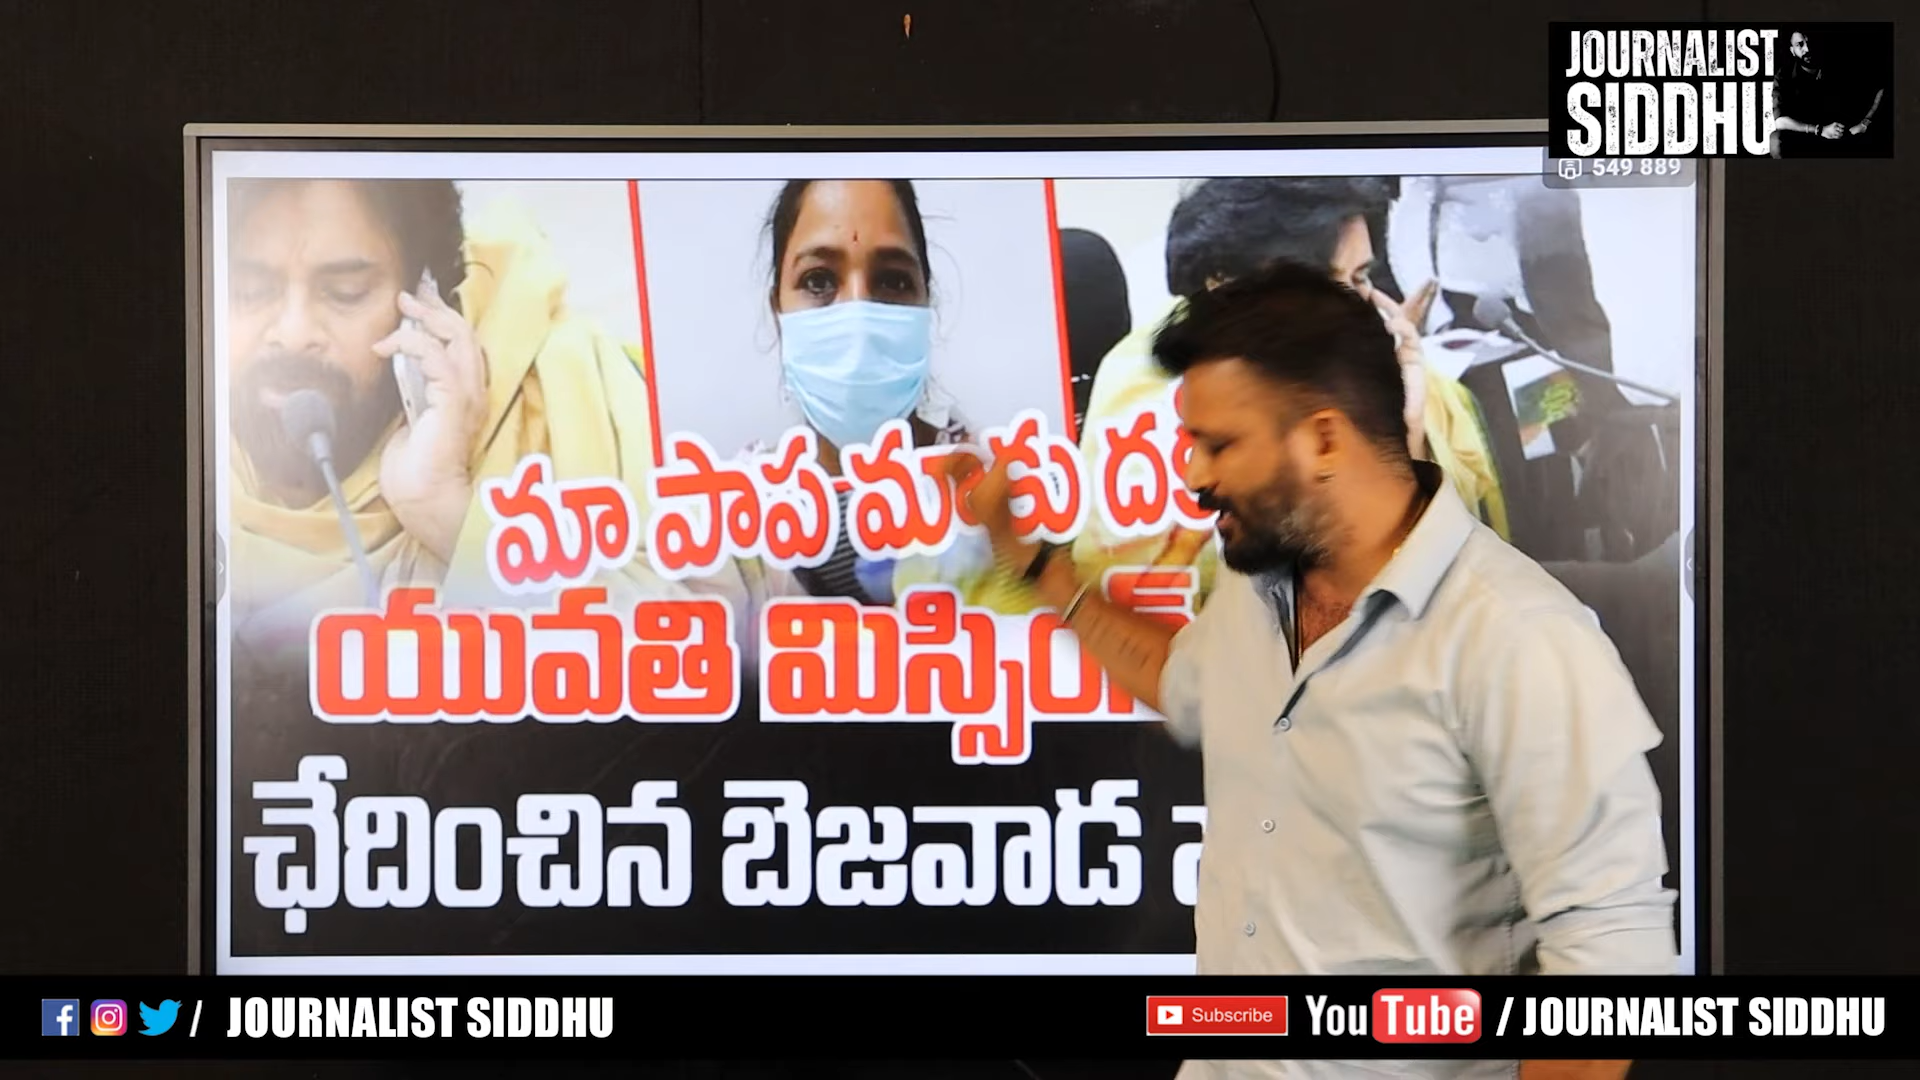 JOURNALIST
SIDDHU
549 889
మా పాప మాకు
యువతి మిస్సింగ్
ఛేదించిన బెజవాడ
/ JOURNALIST SIDDHU
Subscribe YouTube / JOURNALIST SIDDHU